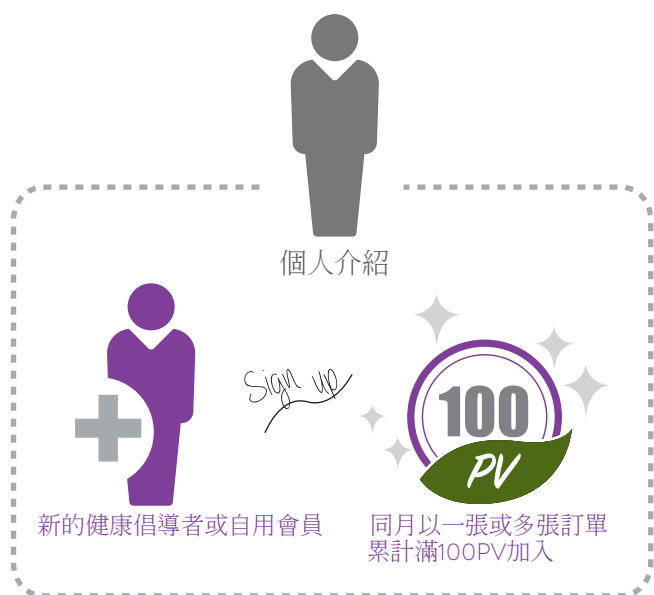 個人介紹
Sign up
100
PV
新的健康倡導者或自用會員
同月以一張或多張訂單
累計滿100PV加入